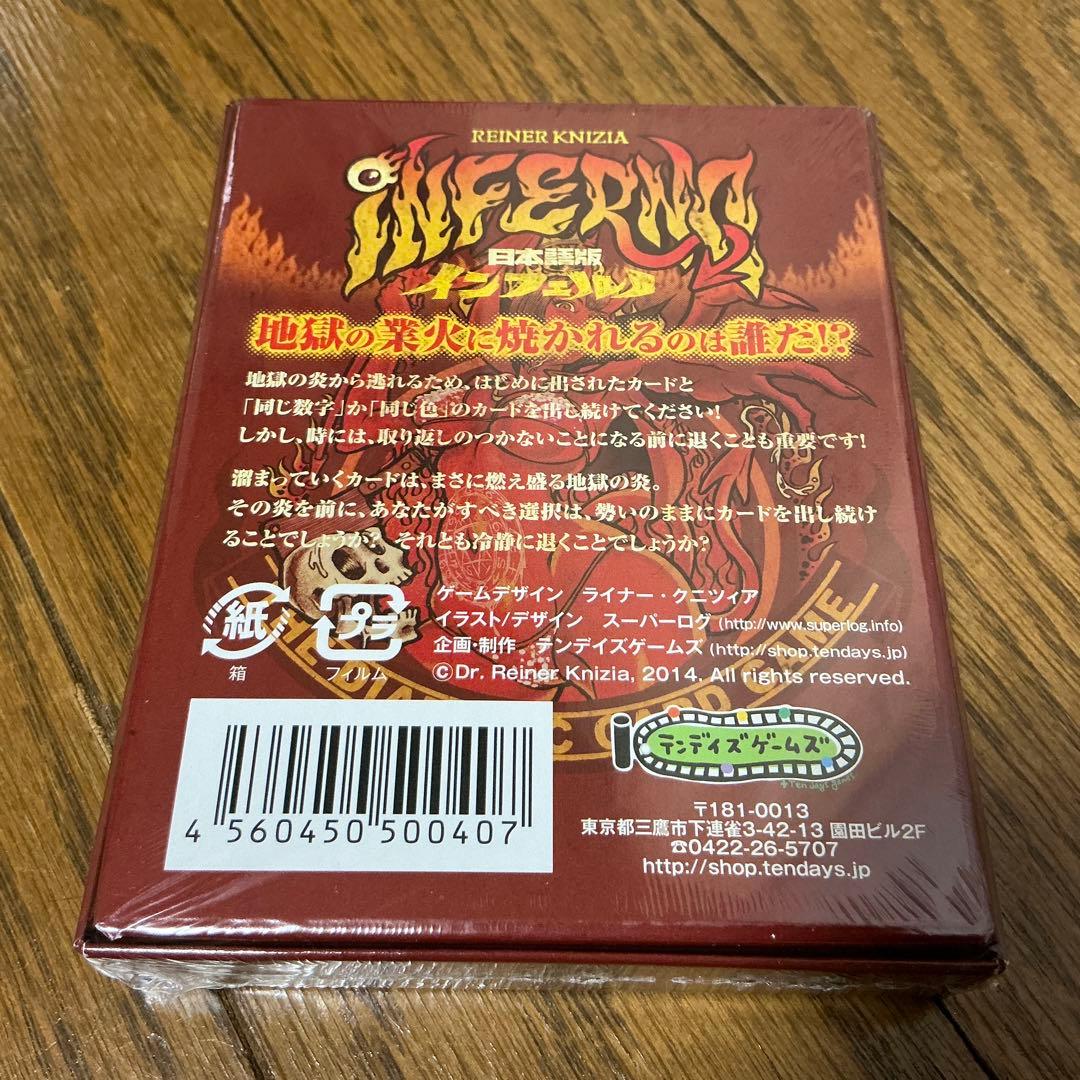 REINER KNIZIA
INFERNO
日本語版
インフェルノ
地獄の業火に焼かれるのは誰だ!?
地獄の炎から逃れるため、はじめに出されたカードと
「同じ数字」か「同じ色」のカードを出し続けてください!
しかし、時には、取り返しのつかないことになる前に退くことも重要です!
溜まっていくカードは、まさに燃え盛る地獄の炎。
その炎を前に、あなたがすべき選択は、勢いのままにカードを出し続け
ることでしょうか? それとも冷静に退くことでしょうか?
紙
箱
プラ
フィルム
ゲームデザイン ライナー・クニツィア
イラスト/デザイン スーパーログ (http://www.superlog.info)
企画・制作 テンデイズゲームズ (http://shop.tendays.jp)
©Dr. Reiner Knizia, 2014. All rights reserved.
4 560450 500407
テンデイズゲームズ
Ten days games
〒181-0013
東京都三鷹市下連雀3-42-13 園田ビル2F
☎0422-26-5707
http://shop.tendays.jp